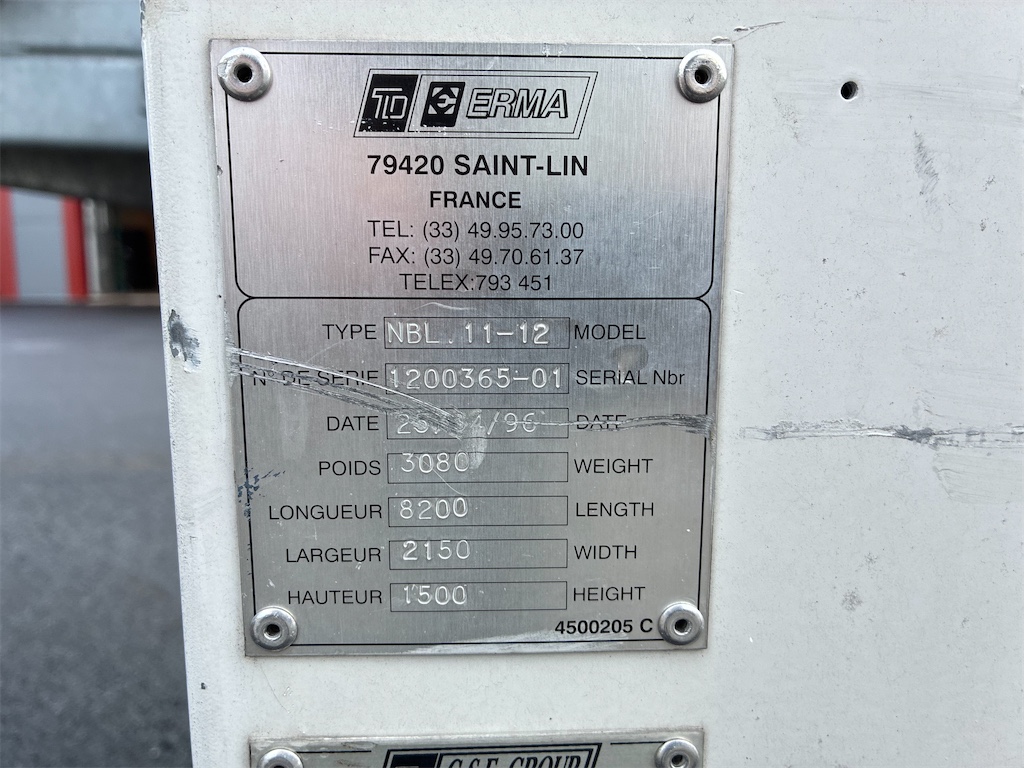 TD ERMA
79420 SAINT-LIN
FRANCE
TEL: (33) 49.95.73.00
FAX: (33) 49.70.61.37
TELEX:793 451
TYPE NBL.11-12 MODEL
N° DE SERIE 1200365-01 SERIAL Nbr
DATE DATE
POIDS 3080 WEIGHT
LONGUEUR 8200 LENGTH
LARGEUR 2150 WIDTH
HAUTEUR 1500 HEIGHT
4500205 C
GROUP